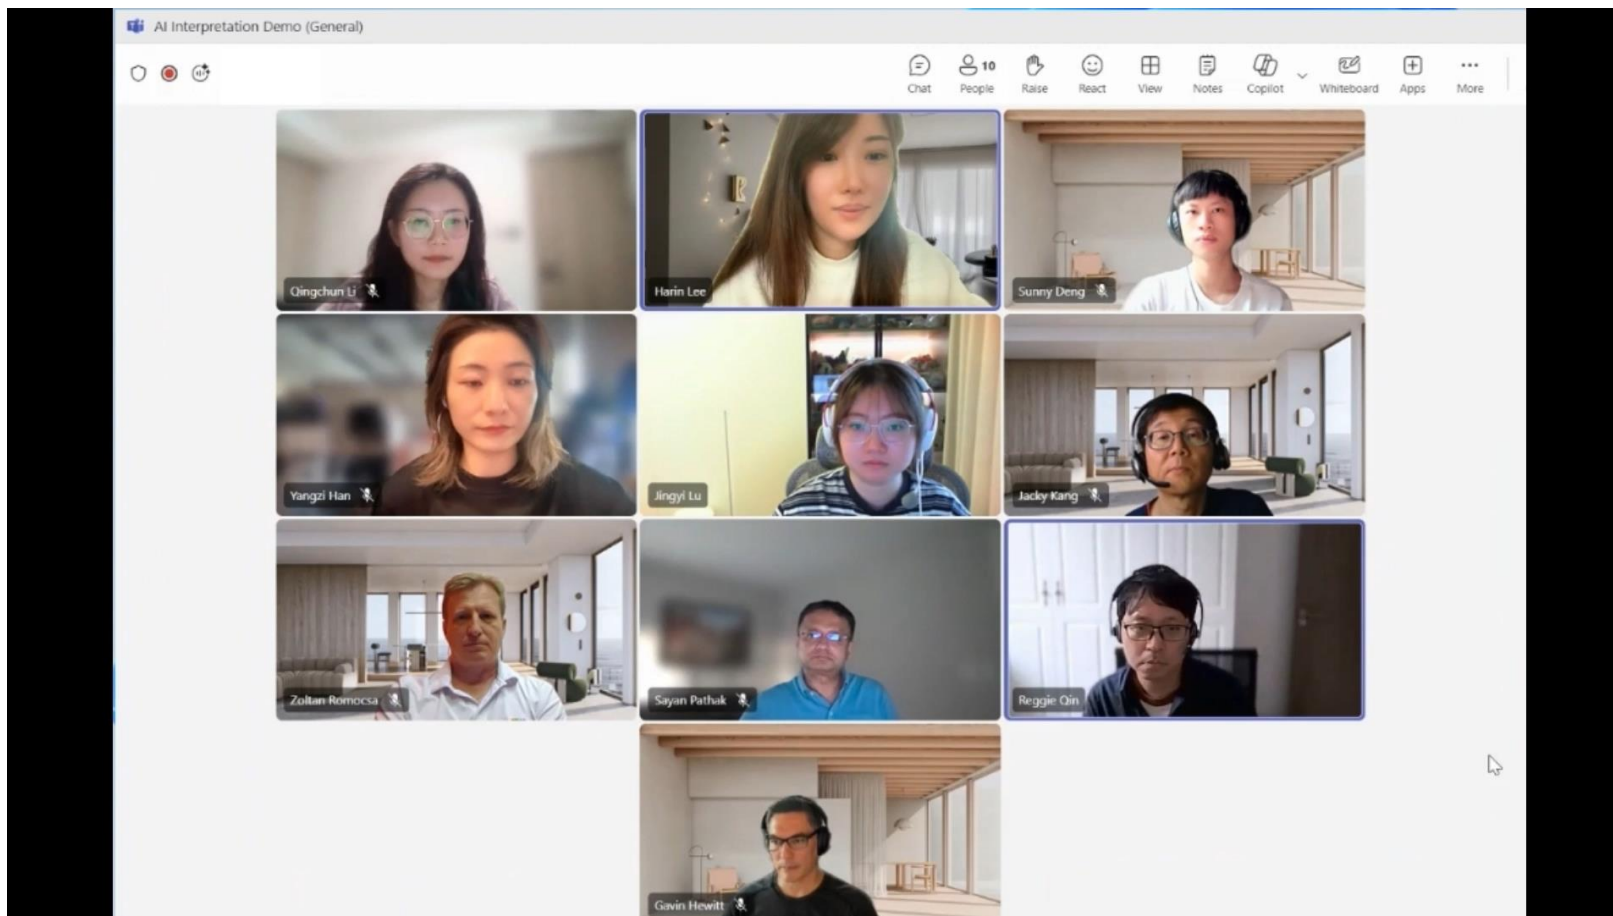 AI Interpretation Demo (General)
10
Chat People Raise React View Notes Copilot Whiteboard Apps More
Qingchun Li
Harin Lee
Sunny Deng
Yangzi Han
Jingyi Lu
Jacky Kang
Zoltan Romocsa
Sayan Pathak
Reggie Qin
Gavin Hewitt